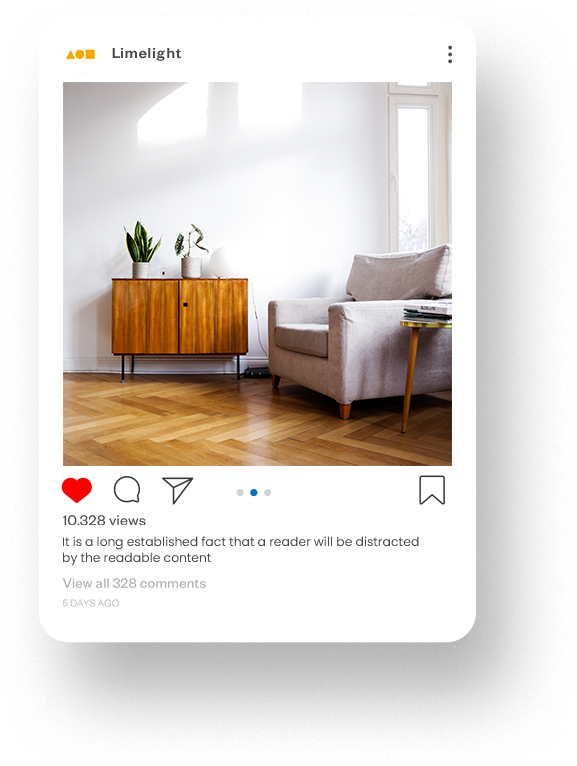 Limelight
10.328 views
It is a long established fact that a reader will be distracted
by the readable content
View all 328 comments
5 DAYS AGO